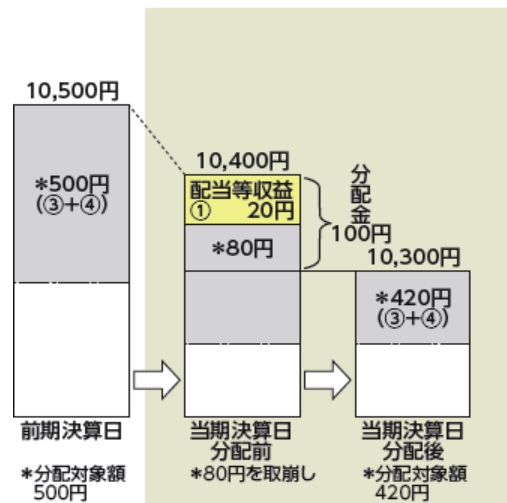 10,500円
*500円
(③+④)
前期決算日
*分配対象額
500円
10,400円
配当等収益
① 20円
*80円
分配金
100円
当期決算日
分配前
*80円を取崩し
10,300円
*420円
(③+④)
当期決算日
分配後
*分配対象額
420円